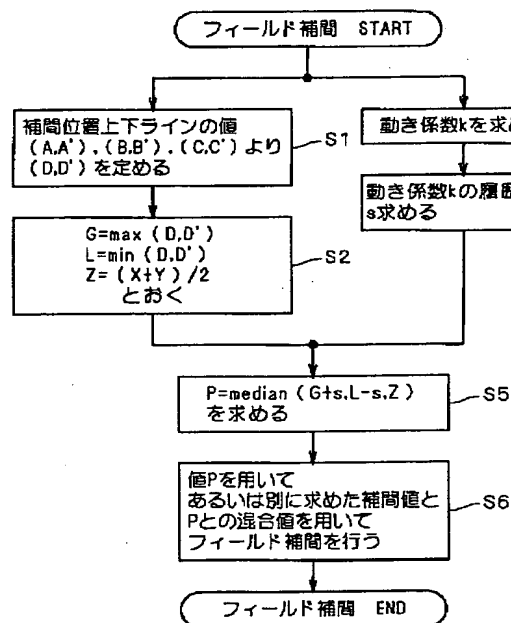 フィールド補間 START
補間位置上下ラインの値
(A,A'),(B,B'),(C,C')より
(D,D')を定める
S1
動き係数kを求め
G=max(D,D')
L=min(D,D')
Z=(X+Y)/2
とおく
S2
動き係数kの履
s求める
P=median(G+s,L-s,Z)
を求める
S5
値Pを用いて
あるいは別に求めた補間値と
Pとの混合値を用いて
フィールド補間を行う
S6
フィールド補間 END